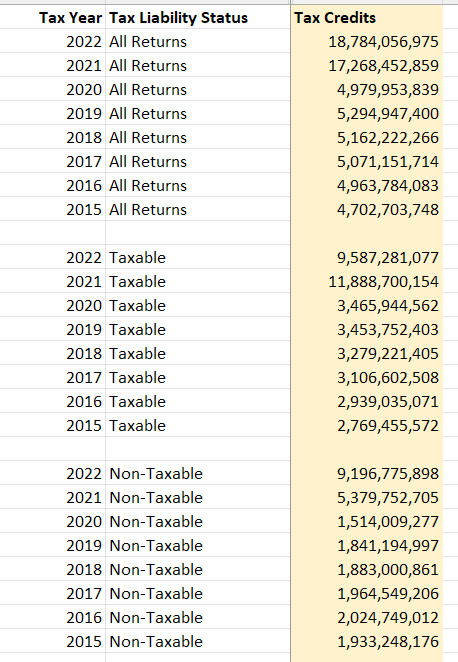 Tax Year Tax Liability Status Tax Credits
2022 All Returns 18,784,056,975
2021 All Returns 17,268,452,859
2020 All Returns 4,979,953,839
2019 All Returns 5,294,947,400
2018 All Returns 5,162,222,266
2017 All Returns 5,071,151,714
2016 All Returns 4,963,784,083
2015 All Returns 4,702,703,748
2022 Taxable 9,587,281,077
2021 Taxable 11,888,700,154
2020 Taxable 3,465,944,562
2019 Taxable 3,453,752,403
2018 Taxable 3,279,221,405
2017 Taxable 3,106,602,508
2016 Taxable 2,939,035,071
2015 Taxable 2,769,455,572
2022 Non-Taxable 9,196,775,898
2021 Non-Taxable 5,379,752,705
2020 Non-Taxable 1,514,009,277
2019 Non-Taxable 1,841,194,997
2018 Non-Taxable 1,883,000,861
2017 Non-Taxable 1,964,549,206
2016 Non-Taxable 2,024,749,012
2015 Non-Taxable 1,933,248,176